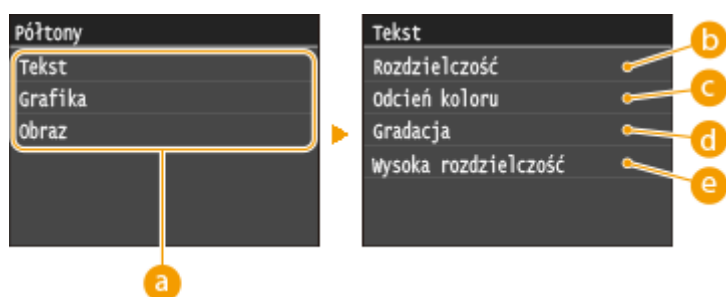 Półtony
Tekst
Grafika
Obraz
a
Tekst
Rozdzielczość
Odcień koloru
Gradacja
Wysoka rozdzielczość
b
c
d
e